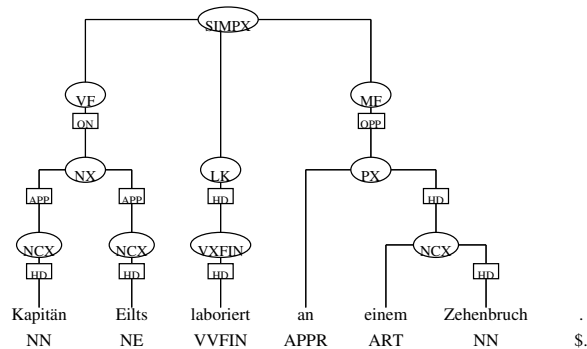 SIMPX
VF MF
ON OPP
NX LK PX
APP APP HD HD
NCX NCX VXFIN NCX
HD HD HD HD
Kapitän Eilts laboriert an einem Zehenbruch .
NN NE VVFIN APPR ART NN $.